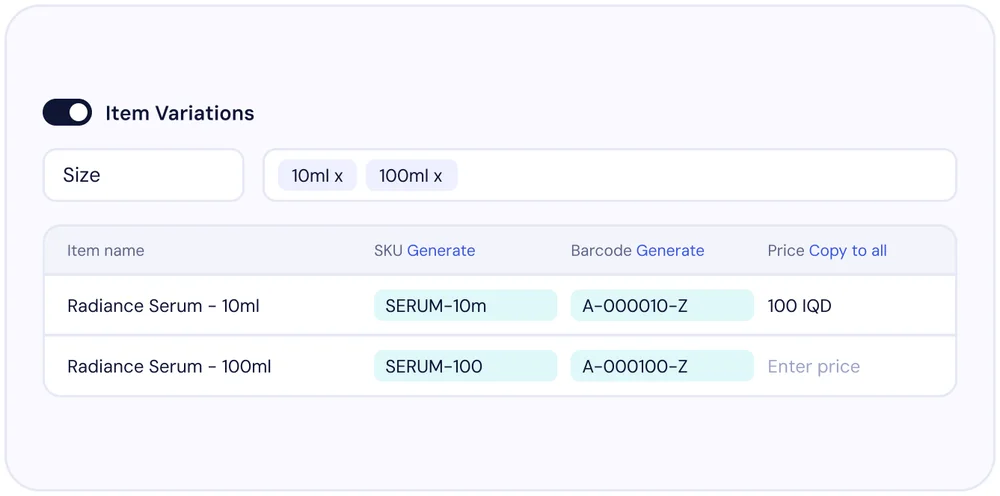 Item Variations
Size 10ml x 100ml x
Item name SKU Generate Barcode Generate Price Copy to all
Radiance Serum - 10ml SERUM-10m A-000010-Z 100 IQD
Radiance Serum - 100ml SERUM-100 A-000100-Z Enter price